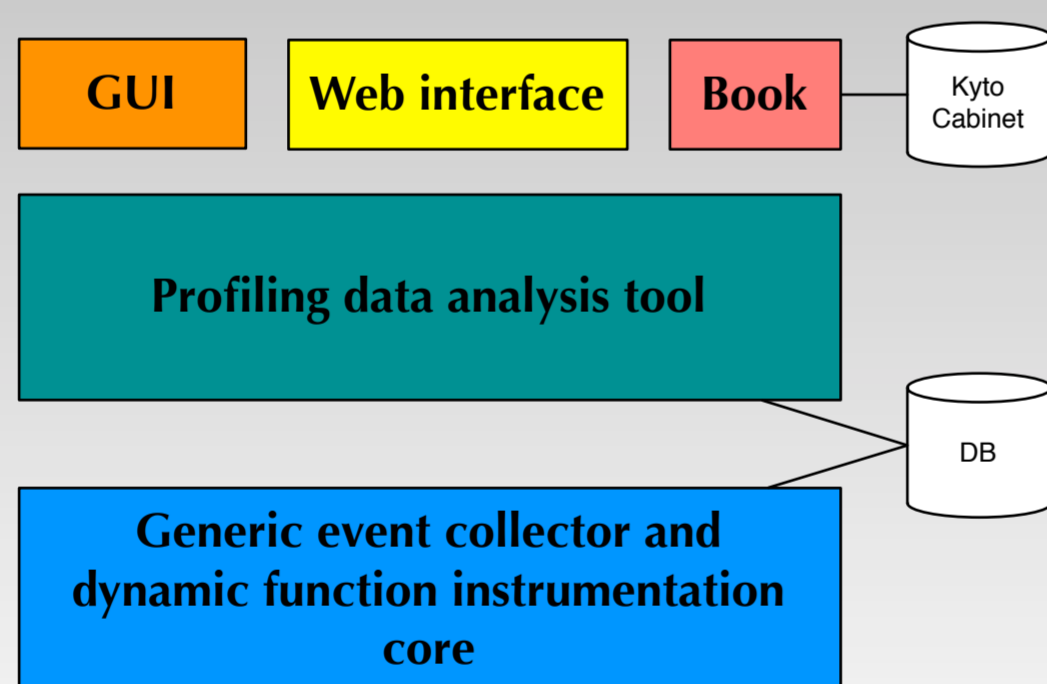 GUI
Web interface
Book
Kyto
Cabinet
Profiling data analysis tool
DB
Generic event collector and
dynamic function instrumentation
core